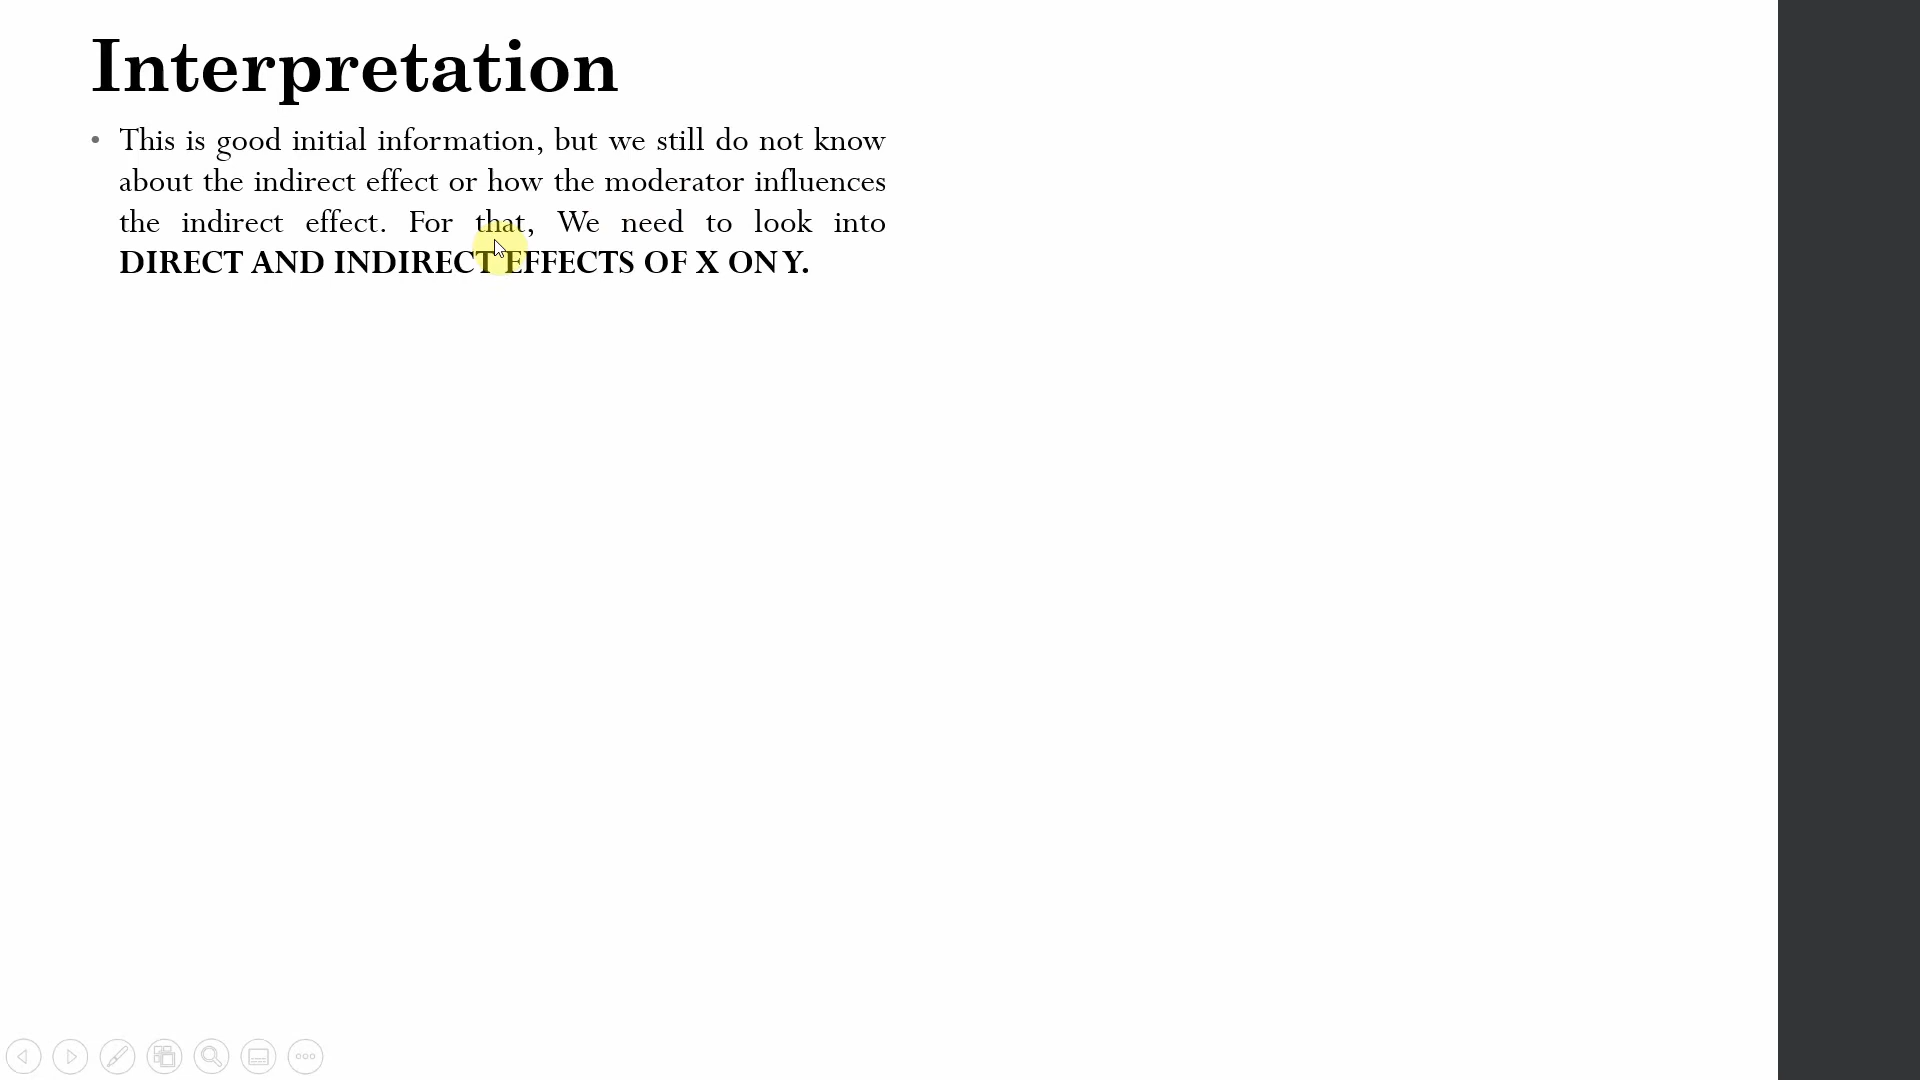 Interpretation
• This is good initial information, but we still do not know
about the indirect effect or how the moderator influences
the indirect effect. For that, We need to look into
DIRECT AND INDIRECT EFFECTS OF X ON Y.